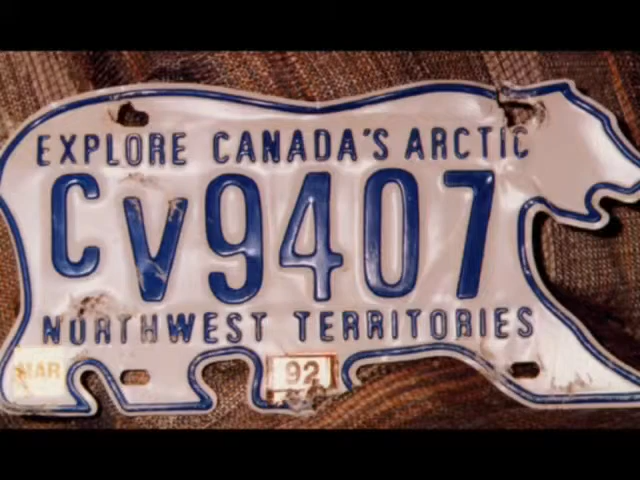 EXPLORE CANADA'S ARCTIC
CV9407
NORTHWEST TERRITORIES
MAR 92